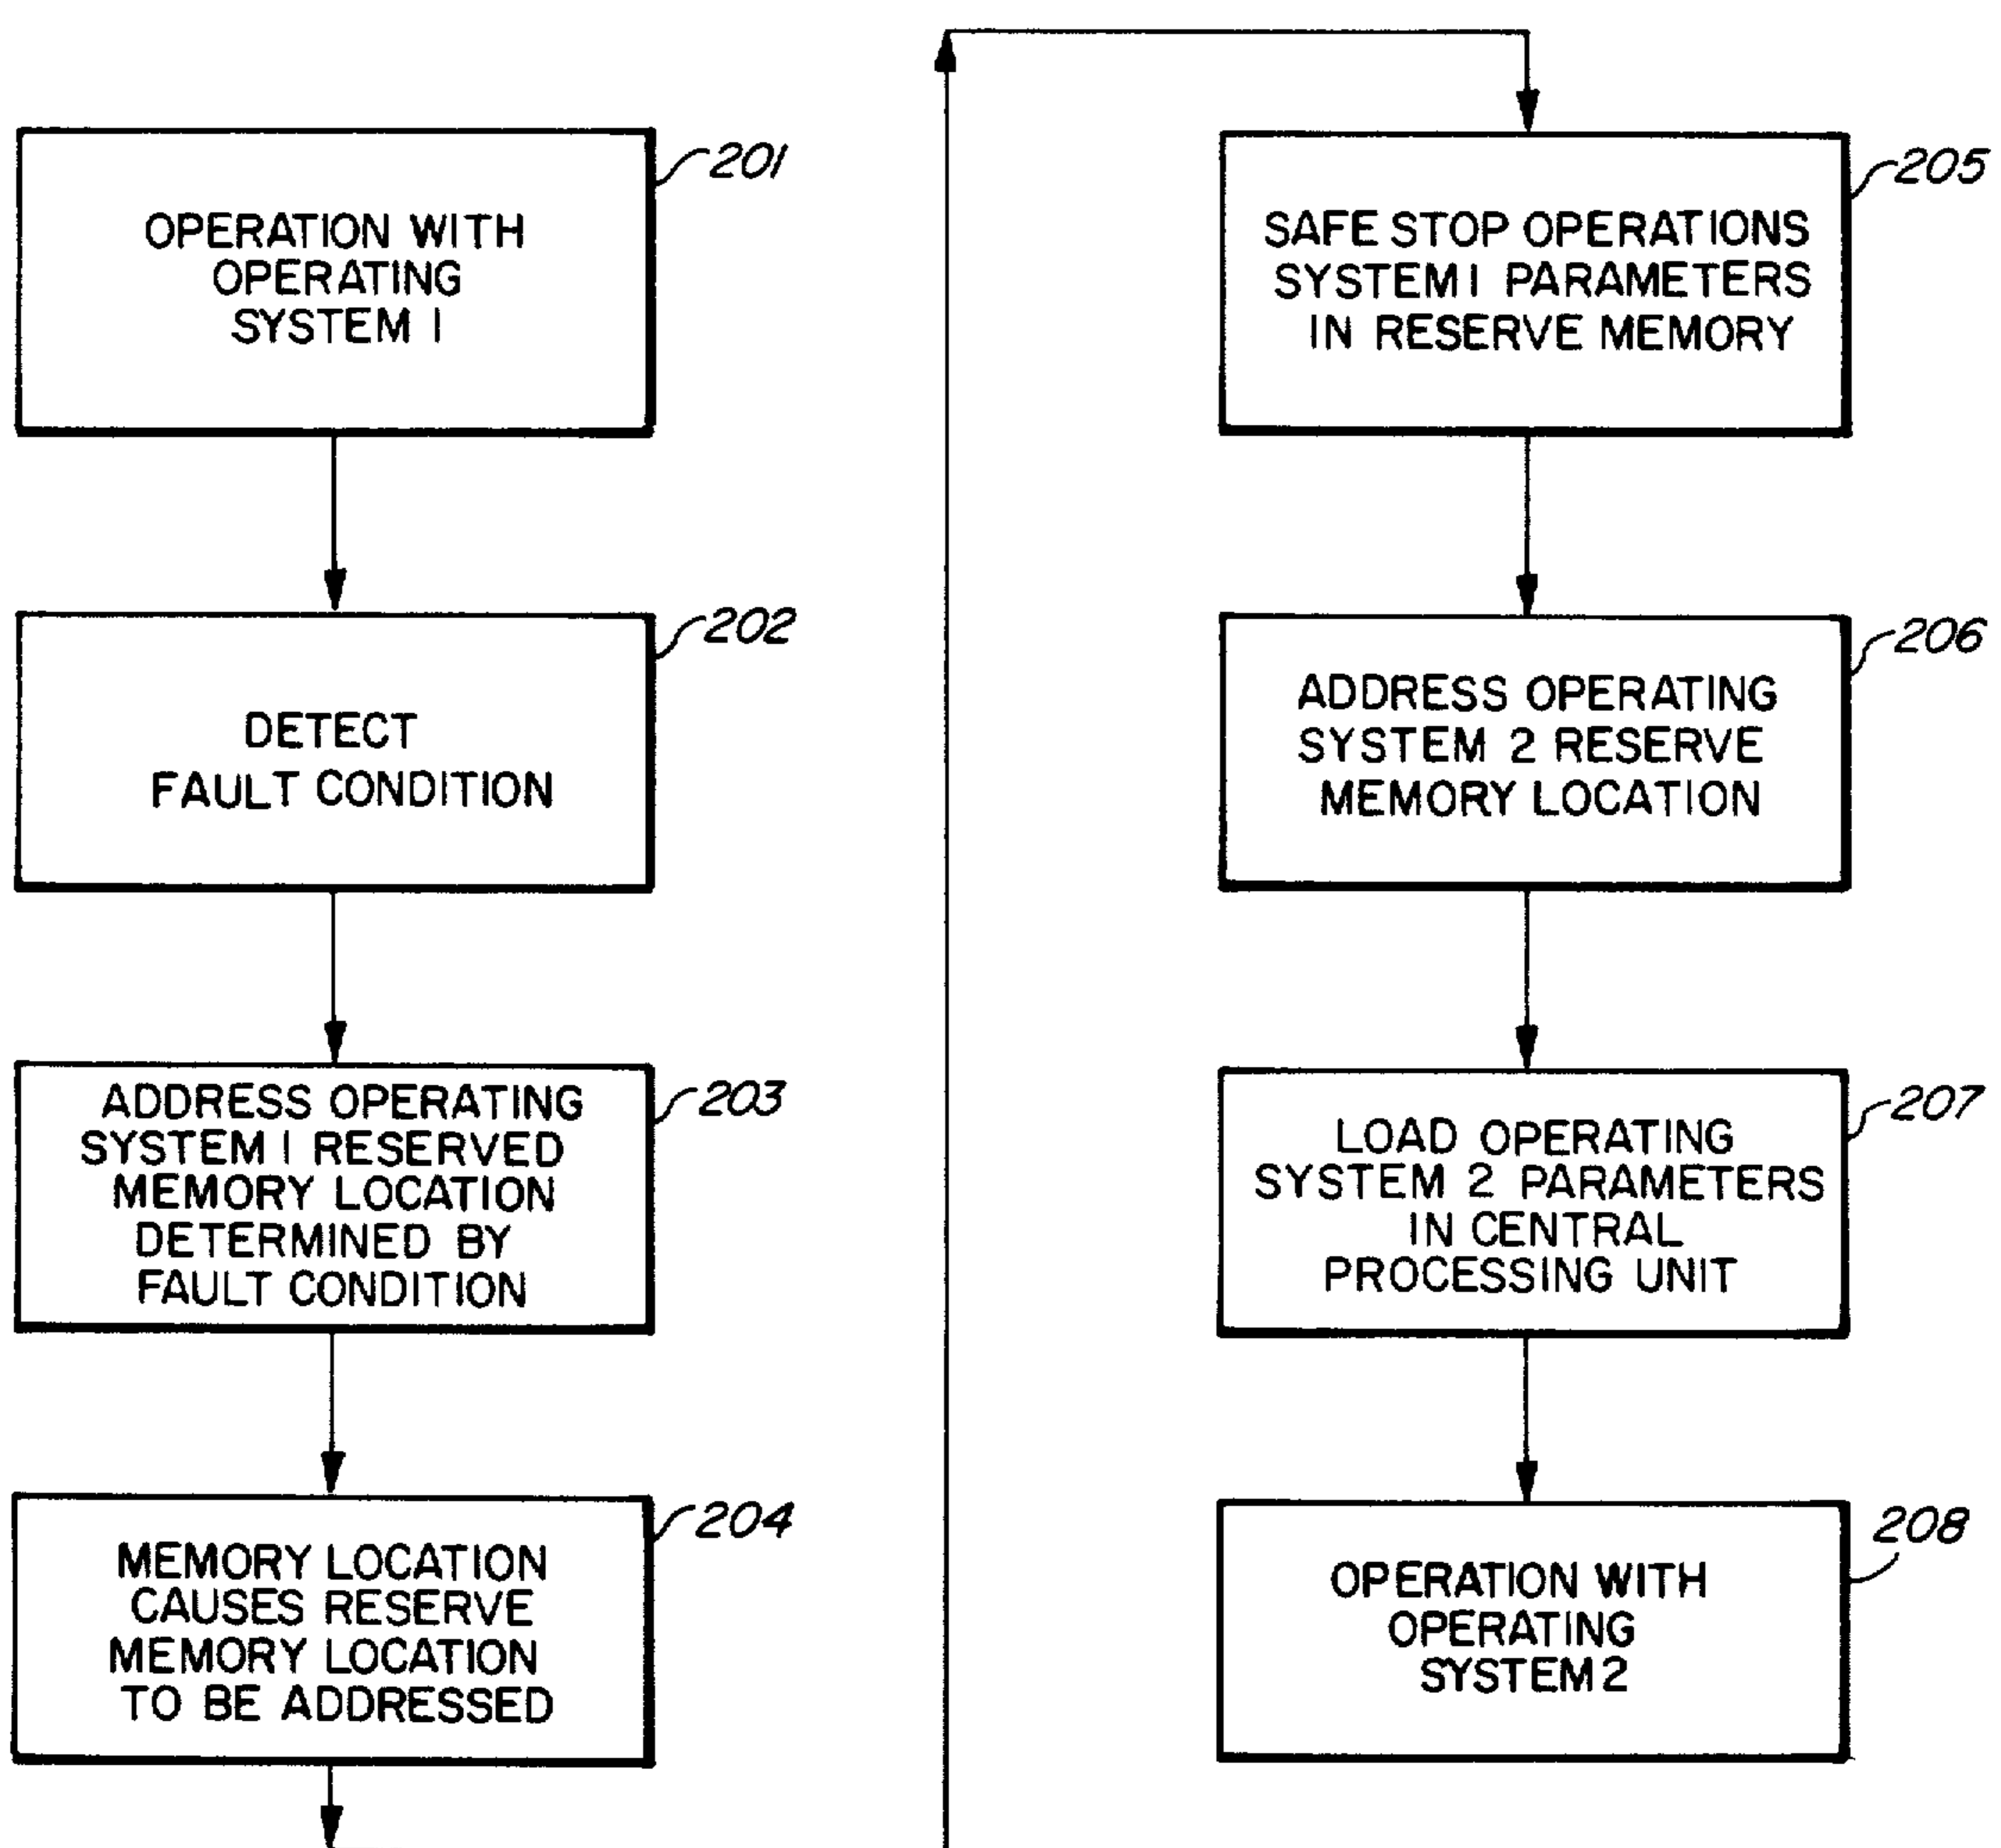 201
OPERATION WITH
OPERATING
SYSTEM 1
202
DETECT
FAULT CONDITION
203
ADDRESS OPERATING
SYSTEM 1 RESERVED
MEMORY LOCATION
DETERMINED BY
FAULT CONDITION
204
MEMORY LOCATION
CAUSES RESERVE
MEMORY LOCATION
TO BE ADDRESSED
205
SAFE STOP OPERATIONS
SYSTEM 1 PARAMETERS
IN RESERVE MEMORY
206
ADDRESS OPERATING
SYSTEM 2 RESERVE
MEMORY LOCATION
207
LOAD OPERATING
SYSTEM 2 PARAMETERS
IN CENTRAL
PROCESSING UNIT
208
OPERATION WITH
OPERATING
SYSTEM 2